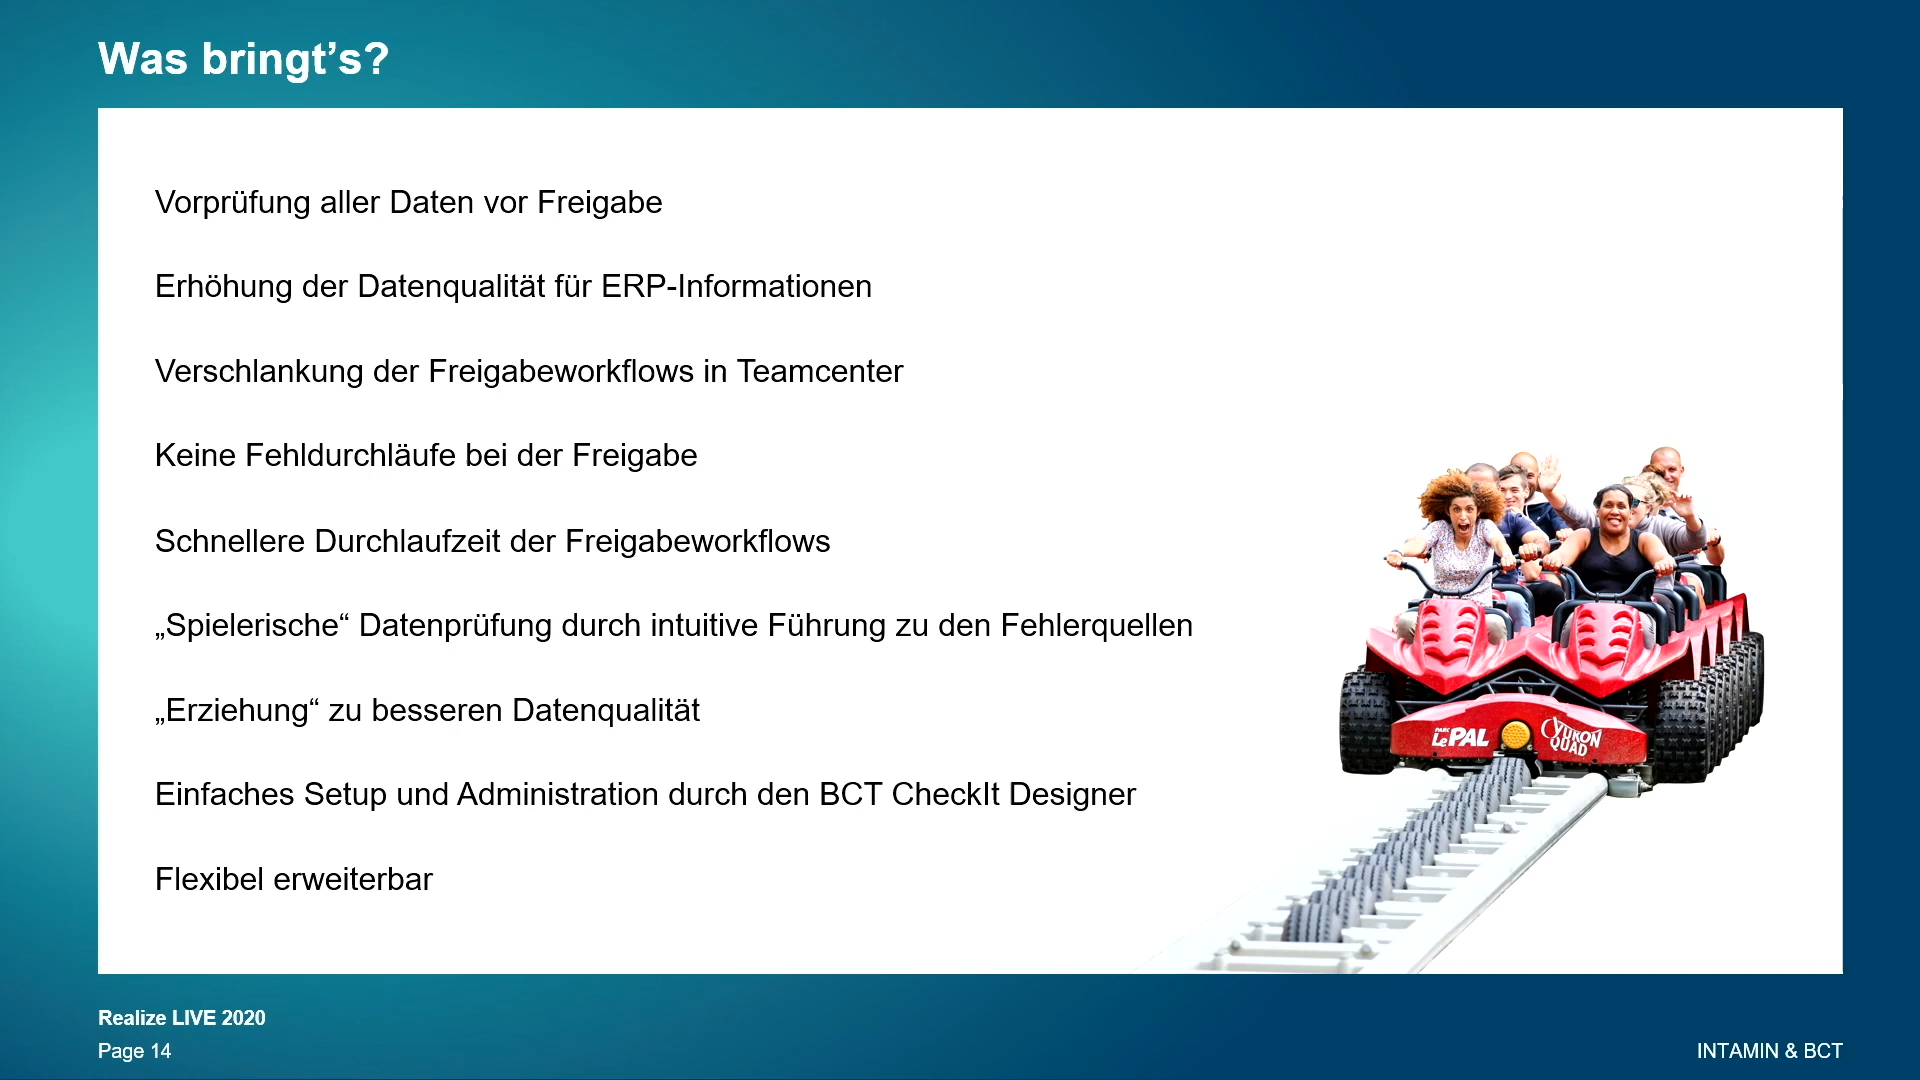 Was bringt’s?
Vorprüfung aller Daten vor Freigabe
Erhöhung der Datenqualität für ERP-Informationen
Verschlankung der Freigabeworkflows in Teamcenter
Keine Fehldurchläufe bei der Freigabe
Schnellere Durchlaufzeit der Freigabeworkflows
„Spielerische“ Datenprüfung durch intuitive Führung zu den Fehlerquellen
„Erziehung“ zu besseren Datenqualität
Einfaches Setup und Administration durch den BCT CheckIt Designer
Flexibel erweiterbar
PARC
Le PAL
YUKON
QUAD
Realize LIVE 2020
Page 14
INTAMIN & BCT